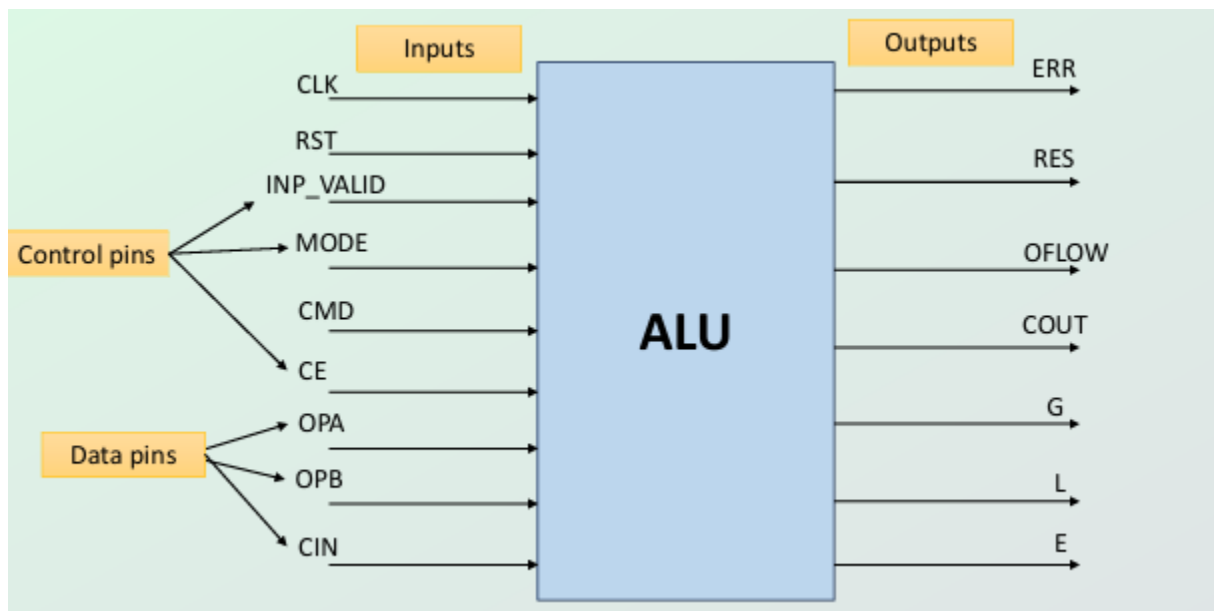 Inputs
Outputs
CLK
ERR
RST
RES
INP_VALID
MODE
Control pins
OFLOW
CMD
COUT
ALU
CE
OPA
G
Data pins
OPB
L
CIN
E